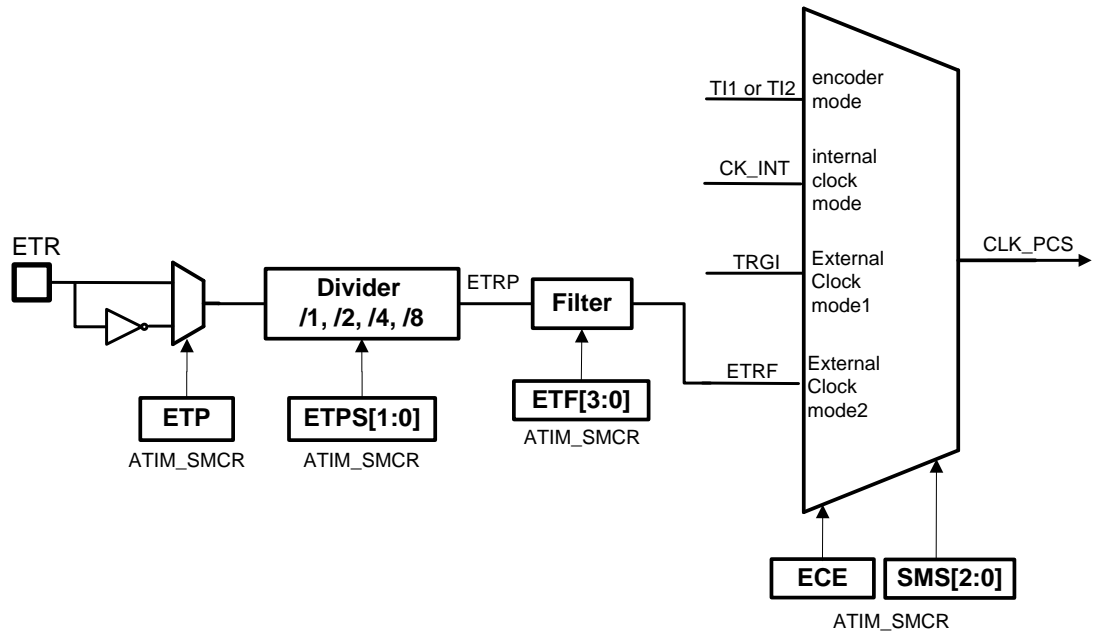 ETR
Divider
/1, /2, /4, /8
ETRP
Filter
ETP
ATIM_SMCR
ETPS[1:0]
ATIM_SMCR
ETF[3:0]
ATIM_SMCR
TI1 or TI2
encoder
mode
CK_INT
internal
clock
mode
TRGI
External
Clock
mode1
ETRF
External
Clock
mode2
CLK_PCS
ECE
SMS[2:0]
ATIM_SMCR